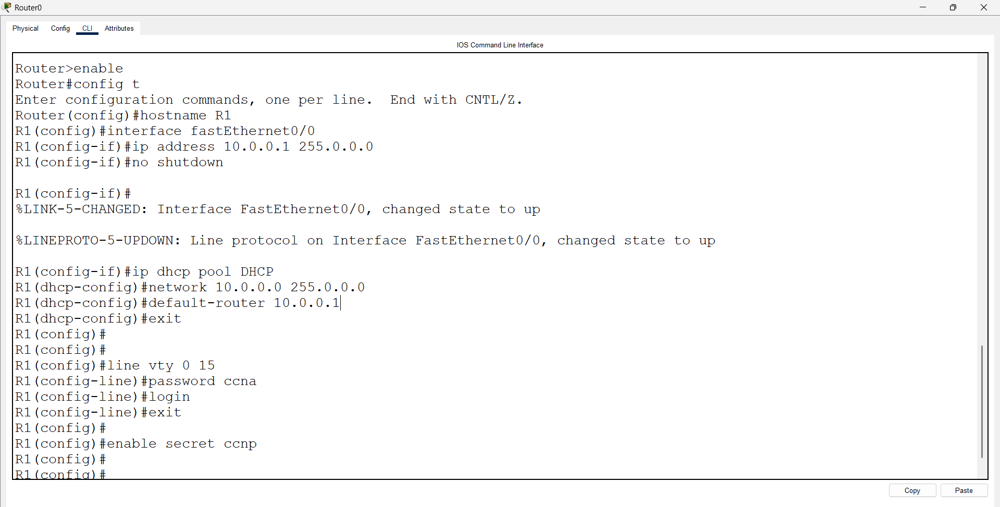 Router0
Physical Config CLI Attributes
IOS Command Line Interface
Router>enable
Router#config t
Enter configuration commands, one per line.  End with CNTL/Z.
Router(config)#hostname R1
R1(config)#interface fastEthernet0/0
R1(config-if)#ip address 10.0.0.1 255.0.0.0
R1(config-if)#no shutdown
R1(config-if)#
%LINK-5-CHANGED: Interface FastEthernet0/0, changed state to up
%LINEPROTO-5-UPDOWN: Line protocol on Interface FastEthernet0/0, changed state to up
R1(config-if)#ip dhcp pool DHCP
R1(dhcp-config)#network 10.0.0.0 255.0.0.0
R1(dhcp-config)#default-router 10.0.0.1
R1(dhcp-config)#exit
R1(config)#
R1(config)#
R1(config)#line vty 0 15
R1(config-line)#password ccna
R1(config-line)#login
R1(config-line)#exit
R1(config)#
R1(config)#enable secret ccnp
R1(config)#
R1(config)#
Copy Paste